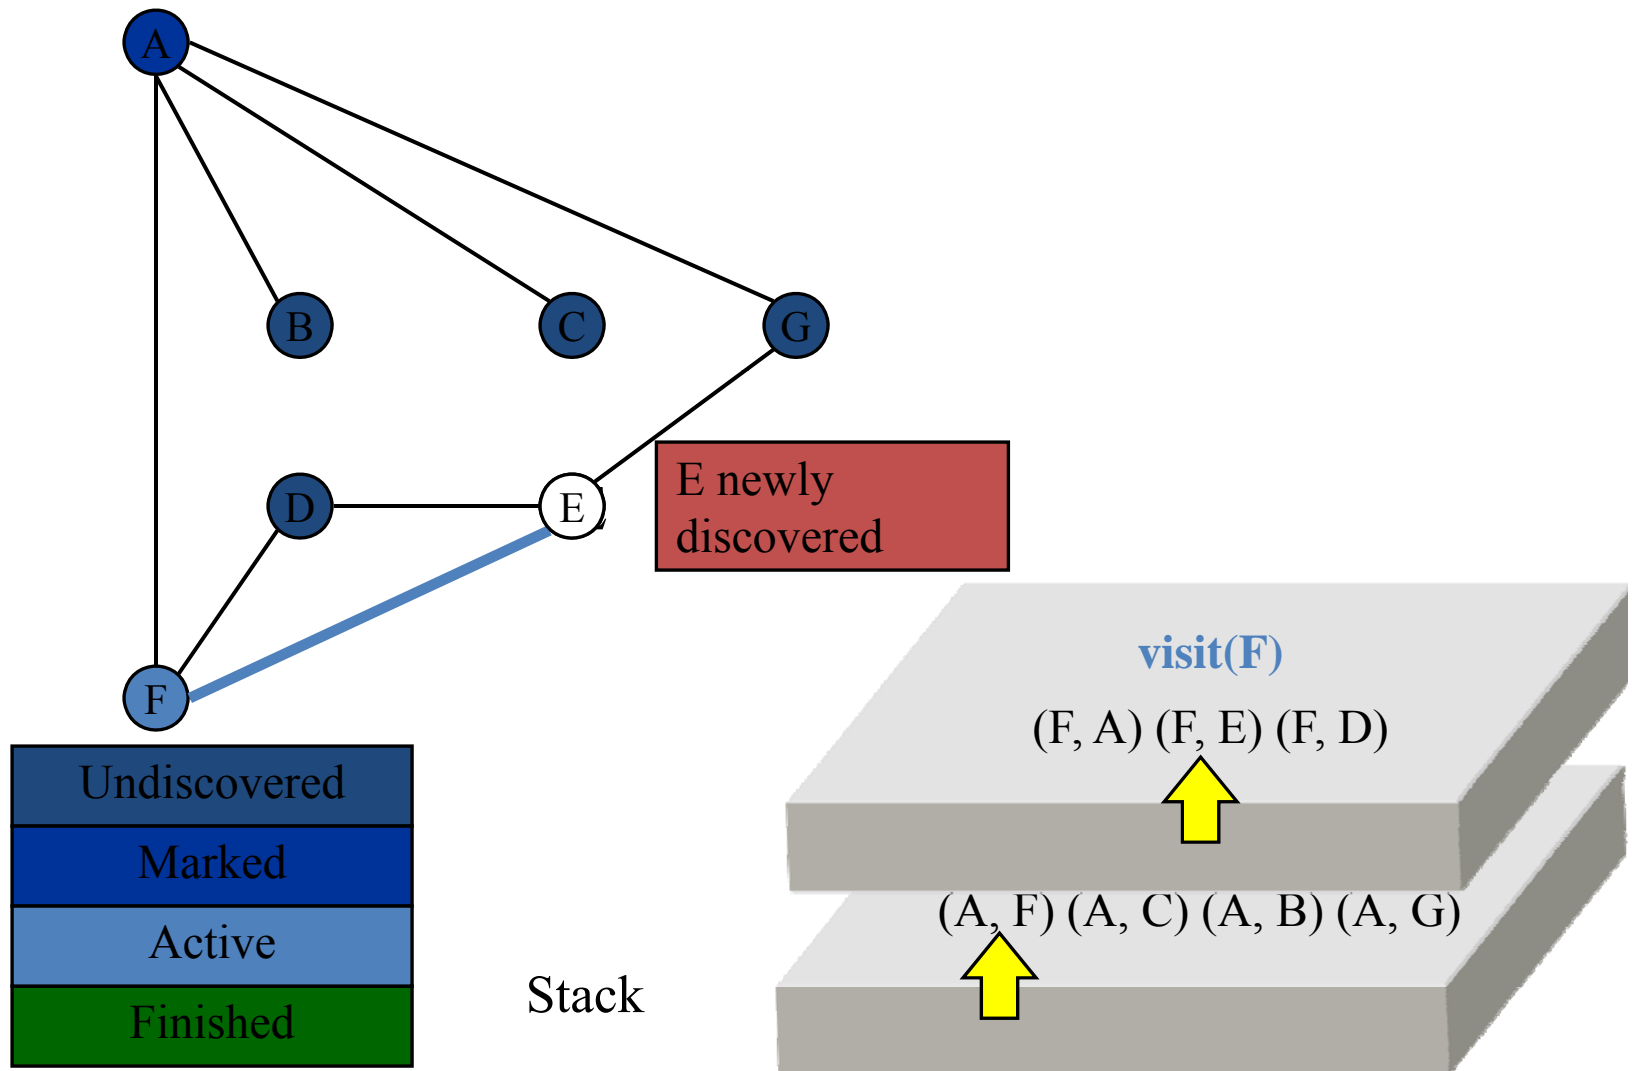 A
B
C
G
E newly
discovered
D
E
visit(F)
F
(F, A) (F, E) (F, D)
Undiscovered
Marked
(A, F) (A, C) (A, B) (A, G)
Active
Stack
Finished